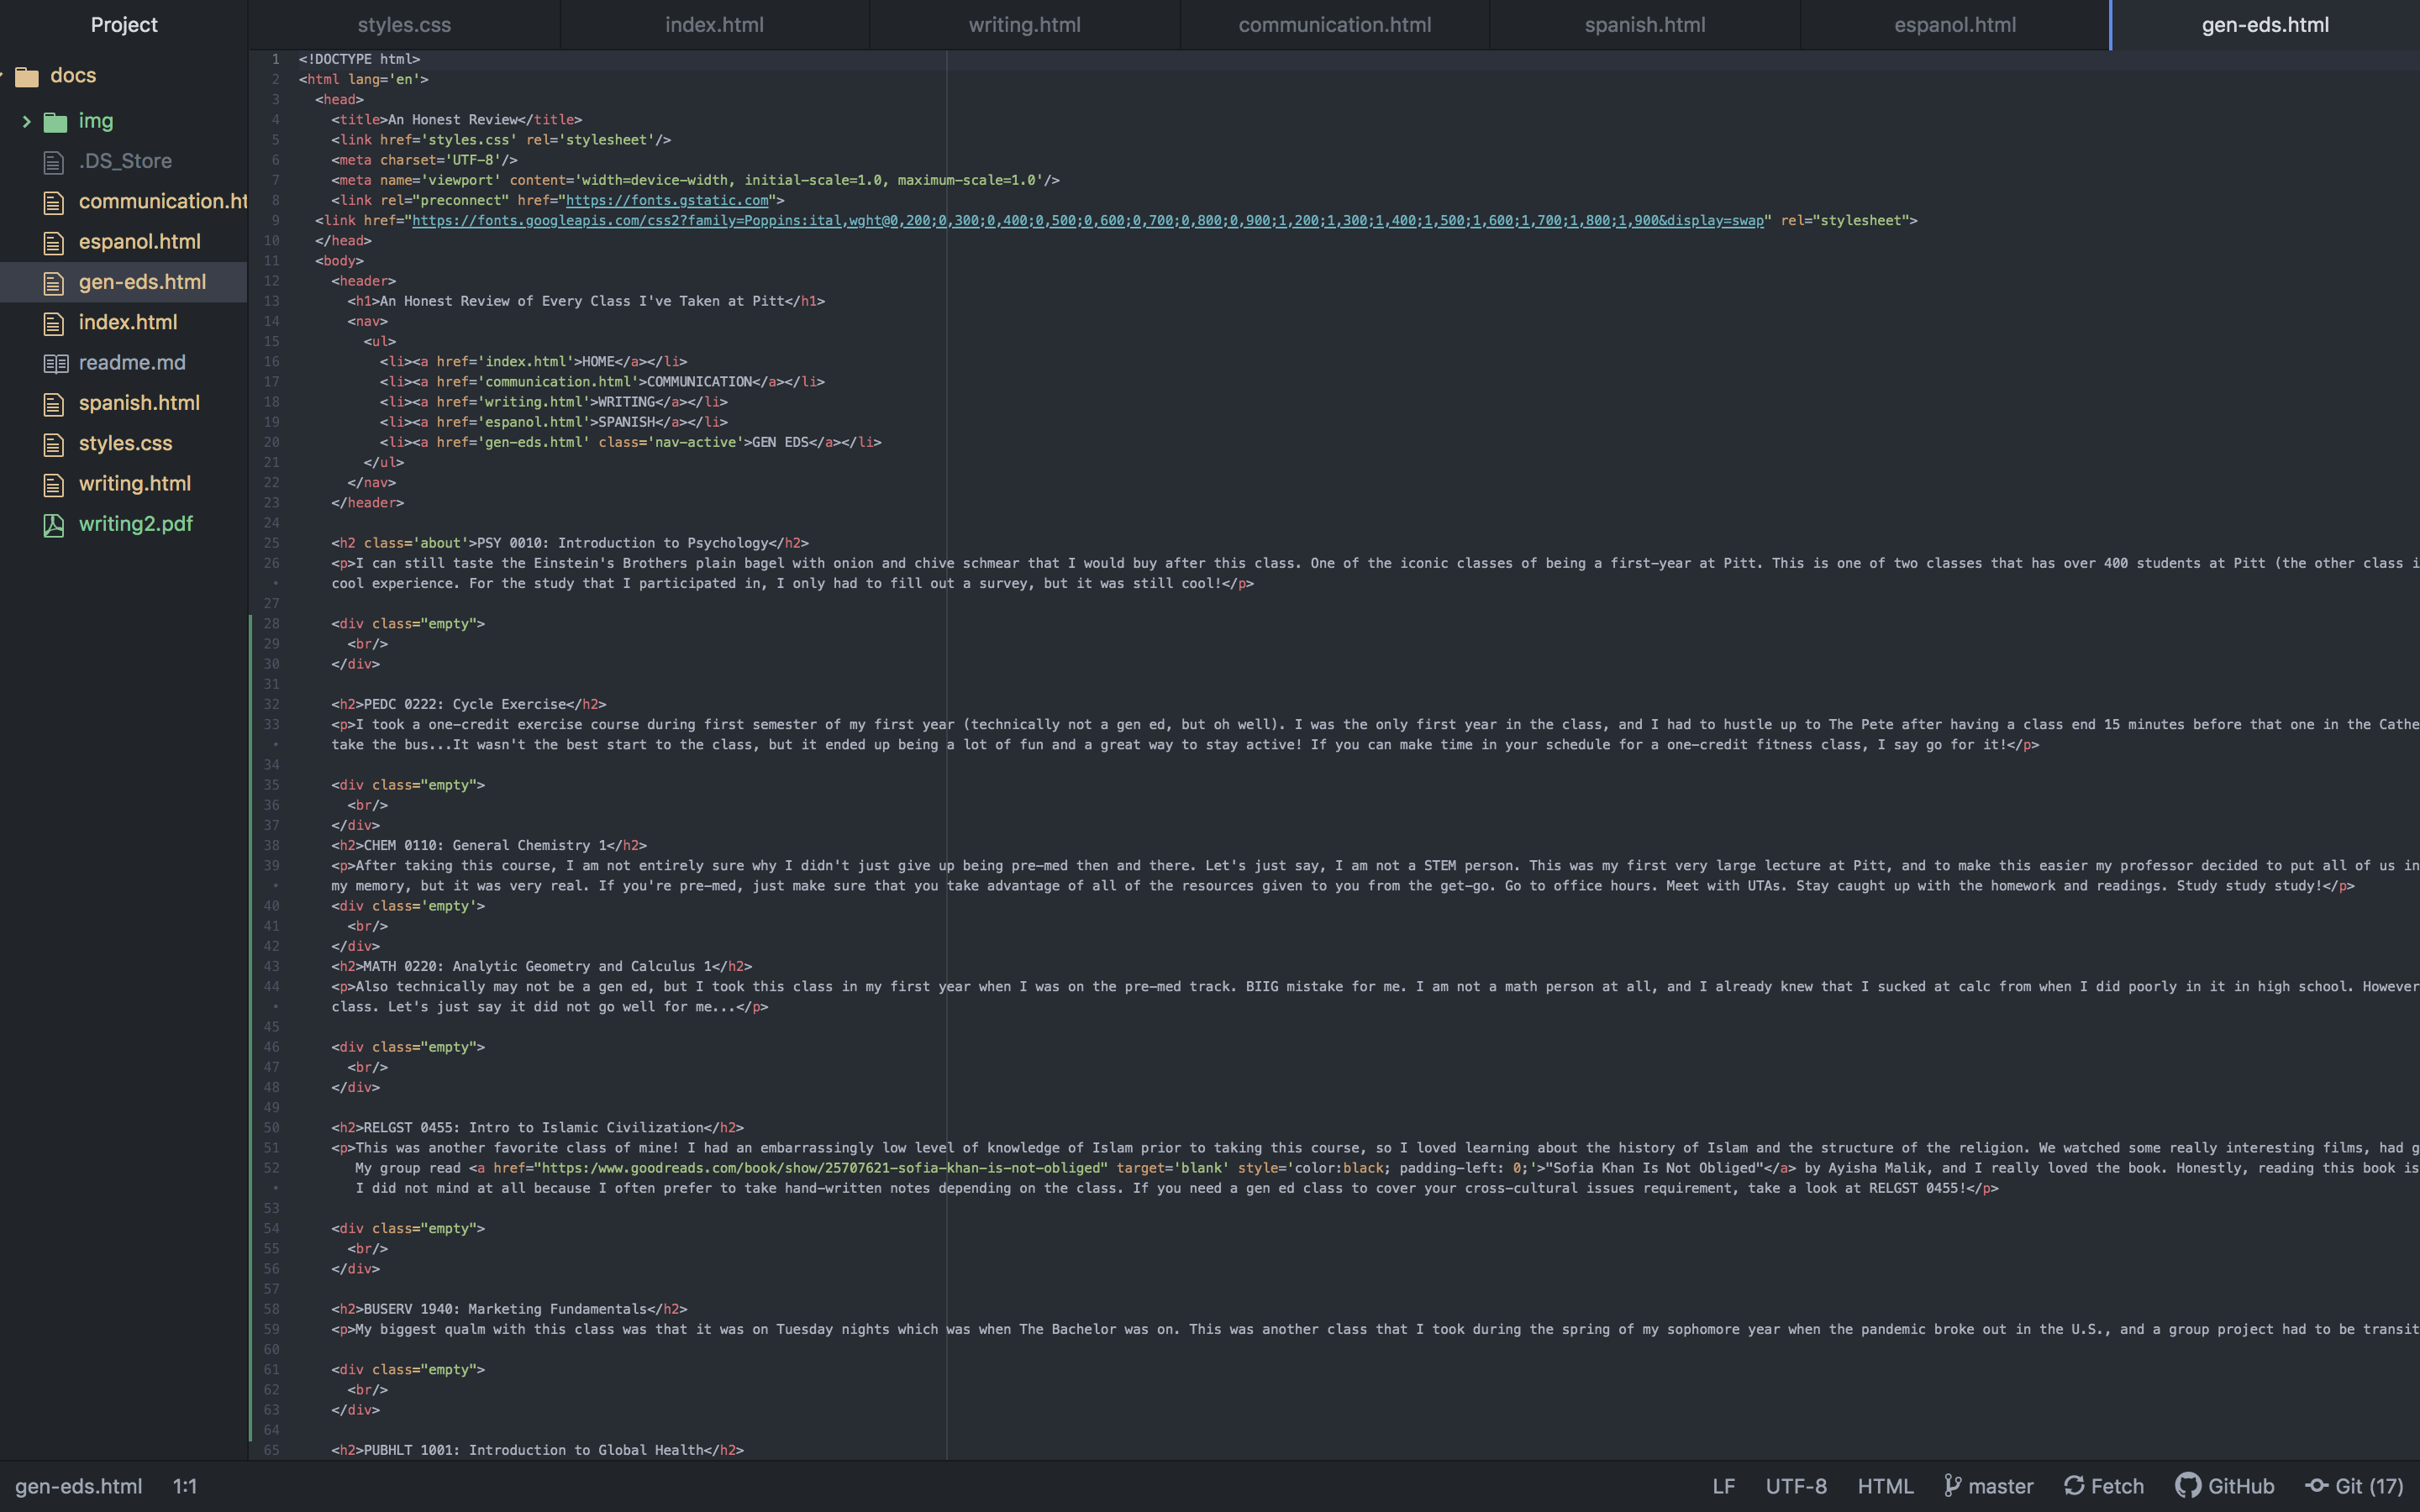 Project
styles.css
index.html
writing.html
communication.html
spanish.html
espanol.html
gen-eds.html
docs
img
.DS_Store
communication.ht
espanol.html
gen-eds.html
index.html
readme.md
spanish.html
styles.css
writing.html
writing2.pdf
1 <!DOCTYPE html>
2 <html lang='en'>
3 <head>
4 <title>An Honest Review</title>
5 <link href='styles.css' rel='stylesheet'/>
6 <meta charset='UTF-8'/>
7 <meta name='viewport' content='width=device-width, initial-scale=1.0, maximum-scale=1.0'/>
8 <link rel="preconnect" href="https://fonts.gstatic.com">
9 <link href="https://fonts.googleapis.com/css2?family=Poppins:ital,wght@0,200;0,300;0,400;0,500;0,600;0,700;0,800;0,900;1,200;1,300;1,400;1,500;1,600;1,700;1,800;1,900&display=swap" rel="stylesheet">
10 </head>
11 <body>
12 <header>
13 <h1>An Honest Review of Every Class I've Taken at Pitt</h1>
14 <nav>
15 <ul>
16 <li><a href='index.html'>HOME</a></li>
17 <li><a href='communication.html'>COMMUNICATION</a></li>
18 <li><a href='writing.html'>WRITING</a></li>
19 <li><a href='espanol.html'>SPANISH</a></li>
20 <li><a href='gen-eds.html' class='nav-active'>GEN EDS</a></li>
21 </ul>
22 </nav>
23 </header>
24
25 <h2 class='about'>PSY 0010: Introduction to Psychology</h2>
26 <p>I can still taste the Einstein's Brothers plain bagel with onion and chive schmear that I would buy after this class. One of the iconic classes of being a first-year at Pitt. This is one of two classes that has over 400 students at Pitt (the other class i
• cool experience. For the study that I participated in, I only had to fill out a survey, but it was still cool!</p>
27
28 <div class="empty">
29 <br/>
30 </div>
31
32 <h2>PEDC 0222: Cycle Exercise</h2>
33 <p>I took a one-credit exercise course during first semester of my first year (technically not a gen ed, but oh well). I was the only first year in the class, and I had to hustle up to The Pete after having a class end 15 minutes before that one in the Cathe
• take the bus...It wasn't the best start to the class, but it ended up being a lot of fun and a great way to stay active! If you can make time in your schedule for a one-credit fitness class, I say go for it!</p>
34
35 <div class="empty">
36 <br/>
37 </div>
38 <h2>CHEM 0110: General Chemistry 1</h2>
39 <p>After taking this course, I am not entirely sure why I didn't just give up being pre-med then and there. Let's just say, I am not a STEM person. This was my first very large lecture at Pitt, and to make this easier my professor decided to put all of us in
• my memory, but it was very real. If you're pre-med, just make sure that you take advantage of all of the resources given to you from the get-go. Go to office hours. Meet with UTAs. Stay caught up with the homework and readings. Study study study!</p>
40 <div class='empty'>
41 <br/>
42 </div>
43 <h2>MATH 0220: Analytic Geometry and Calculus 1</h2>
44 <p>Also technically may not be a gen ed, but I took this class in my first year when I was on the pre-med track. BIIG mistake for me. I am not a math person at all, and I already knew that I sucked at calc from when I did poorly in it in high school. However
• class. Let's just say it did not go well for me...</p>
45
46 <div class="empty">
47 <br/>
48 </div>
49
50 <h2>RELGST 0455: Intro to Islamic Civilization</h2>
51 <p>This was another favorite class of mine! I had an embarrassingly low level of knowledge of Islam prior to taking this course, so I loved learning about the history of Islam and the structure of the religion. We watched some really interesting films, had g
52 My group read <a href="https:/www.goodreads.com/book/show/25707621-sofia-khan-is-not-obliged" target='blank' style='color:black; padding-left: 0;'>"Sofia Khan Is Not Obliged"</a> by Ayisha Malik, and I really loved the book. Honestly, reading this book is
• I did not mind at all because I often prefer to take hand-written notes depending on the class. If you need a gen ed class to cover your cross-cultural issues requirement, take a look at RELGST 0455!</p>
53
54 <div class="empty">
55 <br/>
56 </div>
57
58 <h2>BUSERV 1940: Marketing Fundamentals</h2>
59 <p>My biggest qualm with this class was that it was on Tuesday nights which was when The Bachelor was on. This was another class that I took during the spring of my sophomore year when the pandemic broke out in the U.S., and a group project had to be transit
60
61 <div class="empty">
62 <br/>
63 </div>
64
65 <h2>PUBHLT 1001: Introduction to Global Health</h2>
gen-eds.html 1:1
LF UTF-8 HTML master Fetch GitHub Git (17)